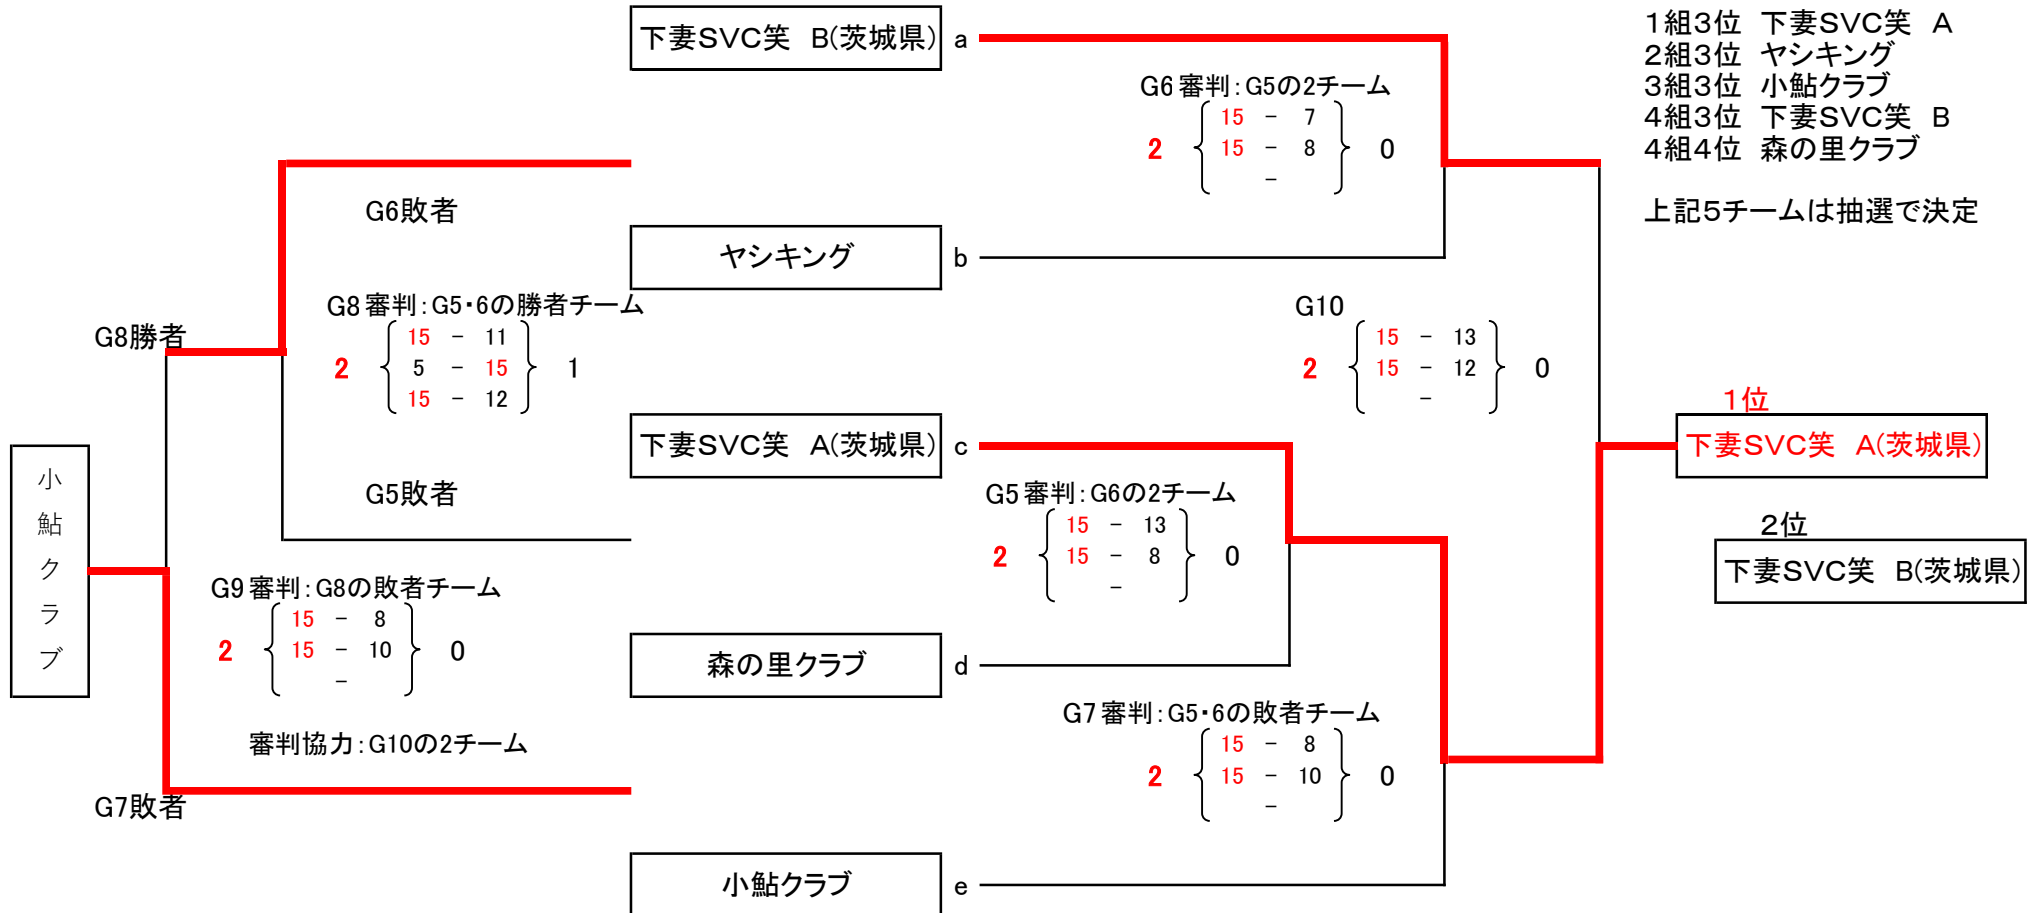 下妻SVC笑　B(茨城県)
a
1組3位　下妻SVC笑　A
2組3位　ヤシキング
3組3位　小鮎クラブ
4組3位　下妻SVC笑　B
4組4位　森の里クラブ
上記5チームは抽選で決定
G6 審判：G5の2チーム
15 － 7
2 15 － 8 0
－
G6敗者
ヤシキング
b
G8 審判：G5・6の勝者チーム
15 － 11
2 5 － 15 1
15 － 12
G8勝者
G10
15 － 13
2 15 － 12 0
－
1位
下妻SVC笑　A(茨城県)
2位
下妻SVC笑　B(茨城県)
下妻SVC笑　A(茨城県)
c
G5敗者
G5 審判：G6の2チーム
15 － 13
2 15 － 8 0
－
小鮎クラブ
G9 審判：G8の敗者チーム
15 － 8
2 15 － 10 0
－
審判協力：G10の2チーム
森の里クラブ
d
G7 審判：G5・6の敗者チーム
15 － 8
2 15 － 10 0
－
G7敗者
小鮎クラブ
e